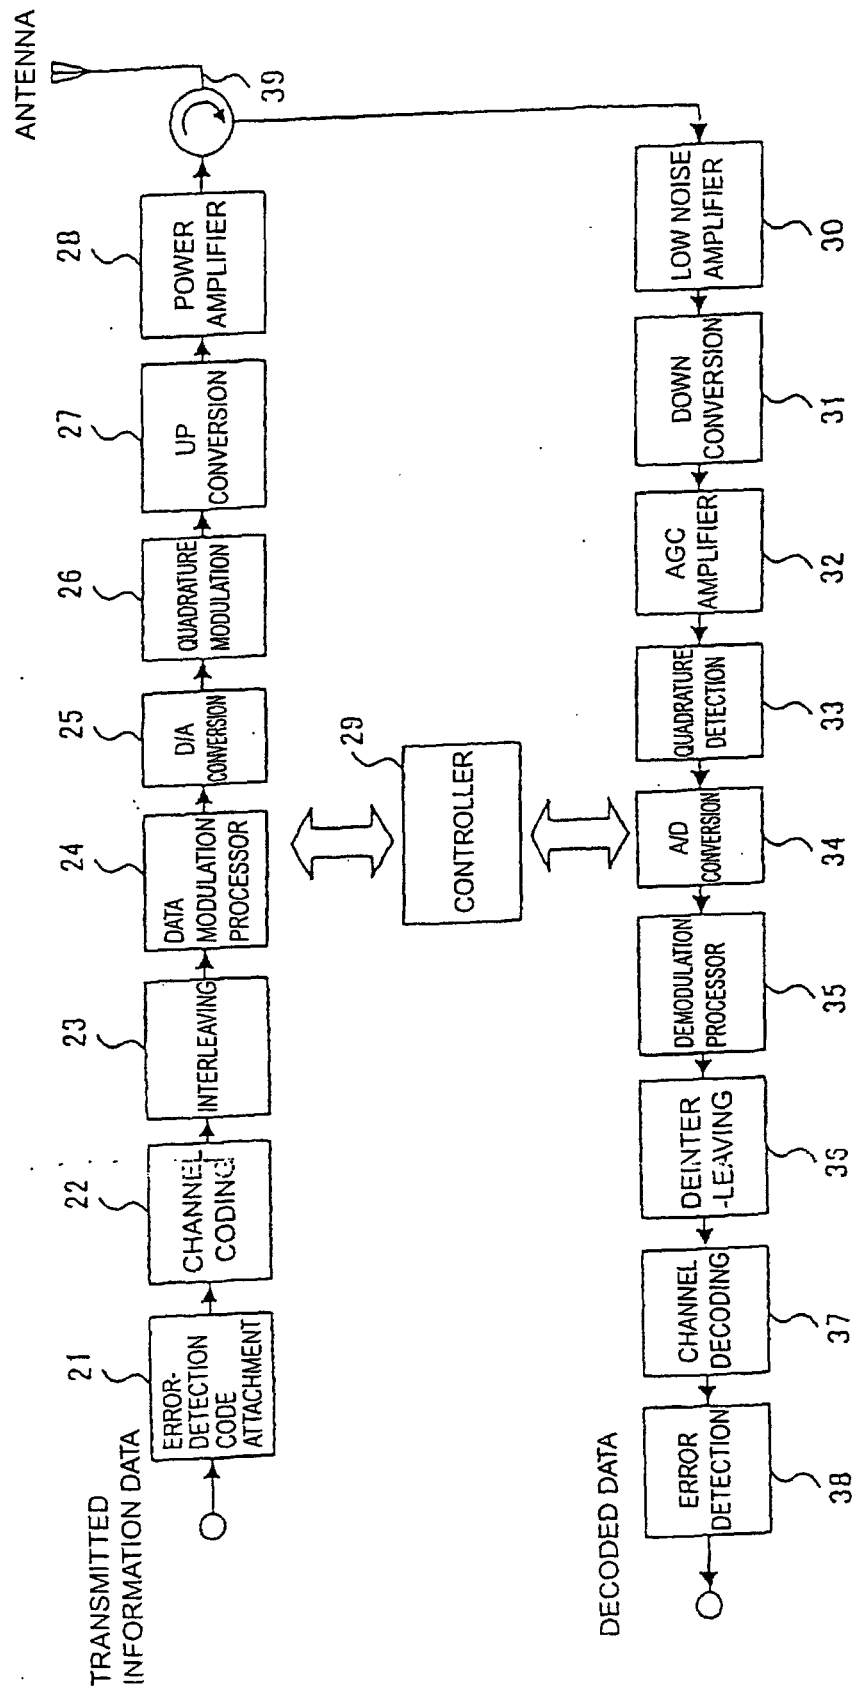 ANTENNA
39
TRANSMITTED
INFORMATION DATA
21
ERROR-
DETECTION
CODE
ATTACHMENT
22
CHANNEL
CODING
23
INTERLEAVING
24
DATA
MODULATION
PROCESSOR
25
D/A
CONVERSION
26
QUADRATURE
MODULATION
27
UP
CONVERSION
28
POWER
AMPLIFIER
29
CONTROLLER
DECODED DATA
ERROR
DETECTION
38
CHANNEL
DECODING
37
DEINTER
-LEAVING
36
DEMODULATION
PROCESSOR
35
A/D
CONVERSION
34
QUADRATURE
DETECTION
33
AGC
AMPLIFIER
32
DOWN
CONVERSION
31
LOW NOISE
AMPLIFIER
30